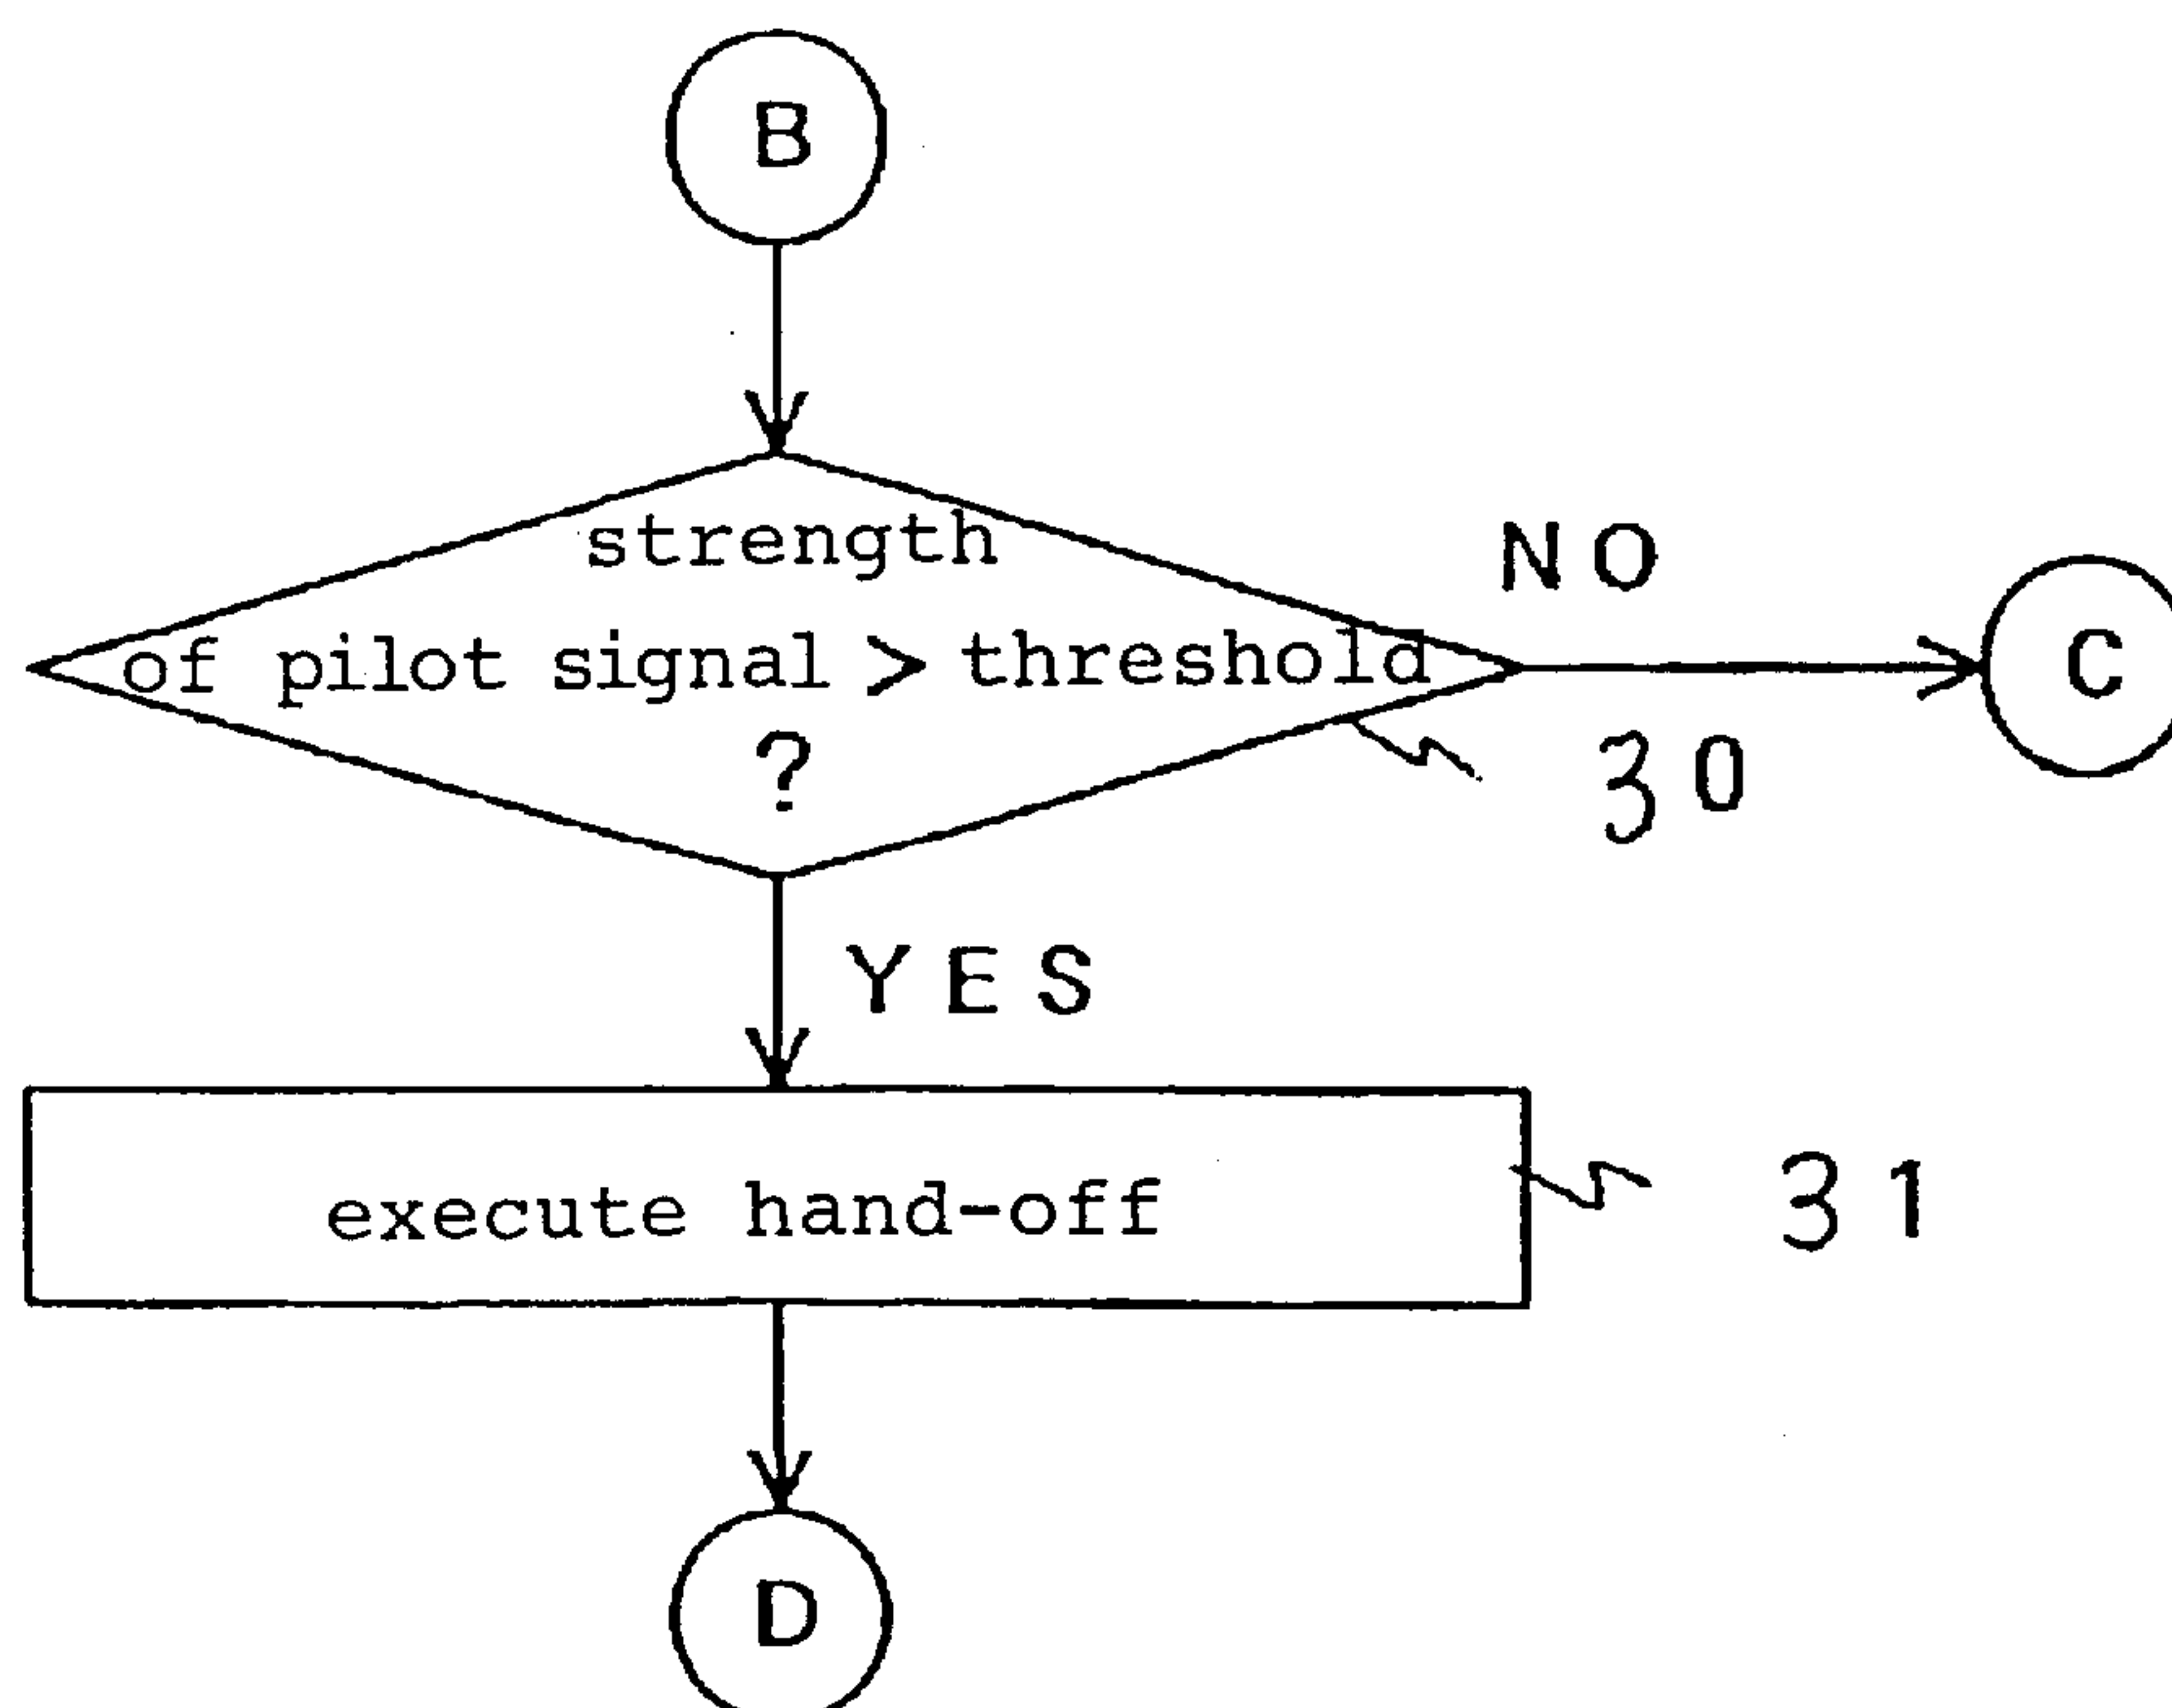 B
strength
NO
of pilot signal > threshold
C
?
30
YES
execute hand-off
31
D